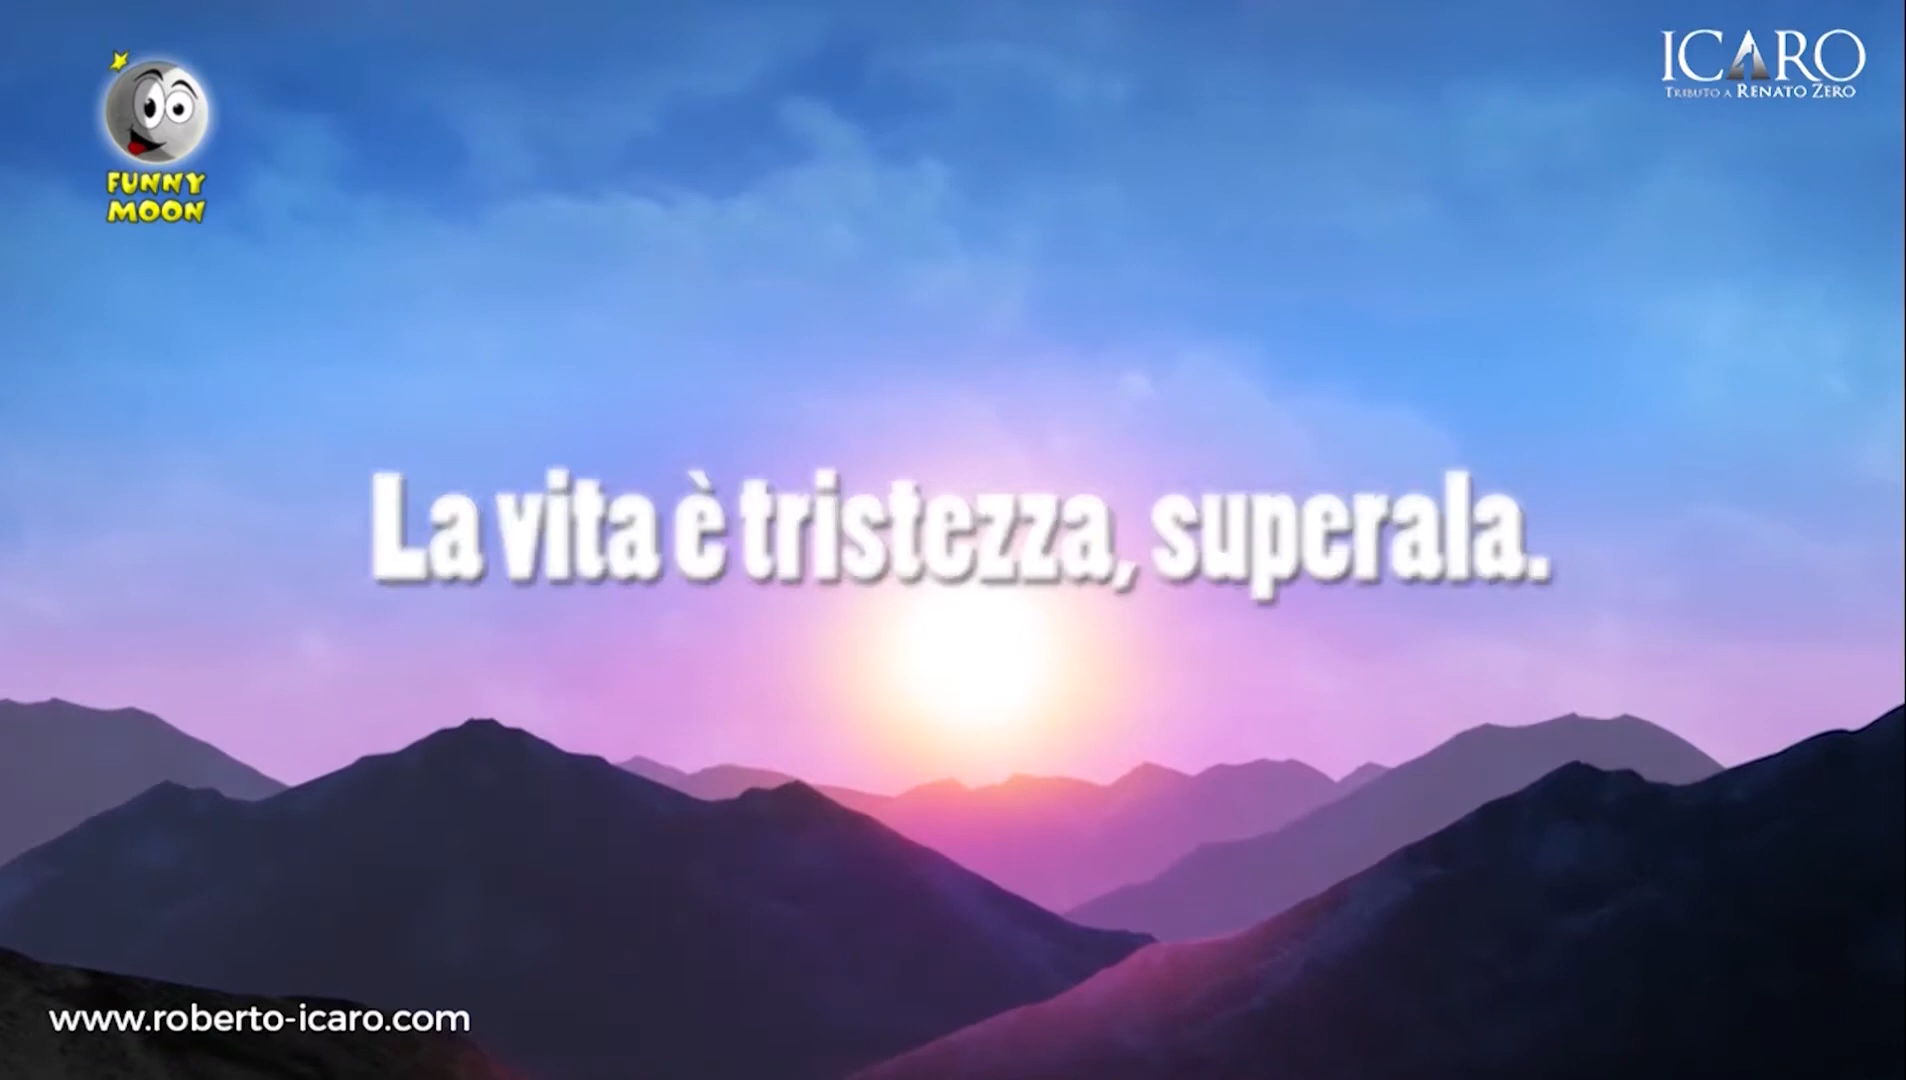 FUNNY
MOON
ICARO
TRIBUTO A RENATO ZERO
La vita è tristezza, superala.
www.roberto-icaro.com